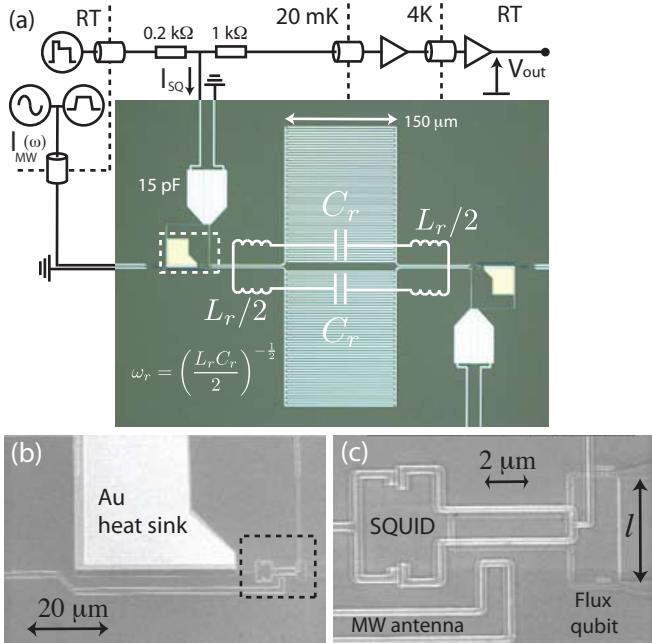 (a)
RT
0.2 kΩ
1 kΩ
20 mK
4K
RT
I_SQ
V_out
I_MW(ω)
150 μm
15 pF
C_r
L_r/2
L_r/2
C_r
ω_r = (L_r C_r / 2)^{-1/2}
(b)
Au
heat sink
20 μm
(c)
2 μm
SQUID
l
MW antenna
Flux
qubit